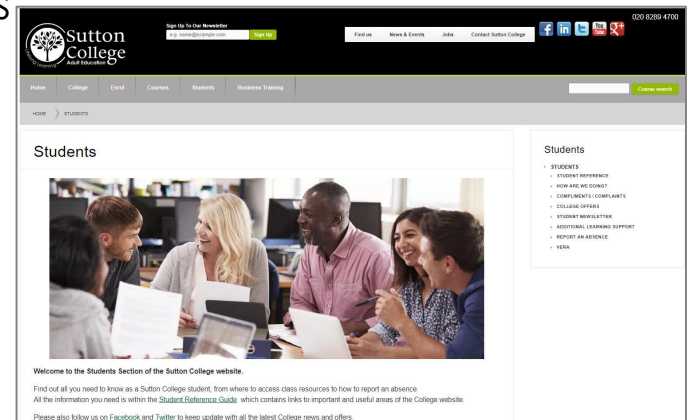 S
Sutton
College
Adult Education
Lifelong Learning
Sign Up To Our Newsletter
e.g. name@example.com
Sign Up
Find us
News & Events
Jobs
Contact Sutton College
You
Tube
020 8289 4700
Home
College
Enrol
Courses
Students
Business Training
Course search
HOME
STUDENTS
Students
Welcome to the Students Section of the Sutton College website.
Find out all you need to know as a Sutton College student, from where to access class resources to how to report an absence.
All the information you need is within the Student Reference Guide which contains links to important and useful areas of the College website.
Please also follow us on Facebook and Twitter to keep update with all the latest College news and offers.
Students
STUDENTS
STUDENT REFERENCE
HOW ARE WE DOING?
COMPLIMENTS / COMPLAINTS
COLLEGE OFFERS
STUDENT NEWSLETTER
ADDITIONAL LEARNING SUPPORT
REPORT AN ABSENCE
VERA